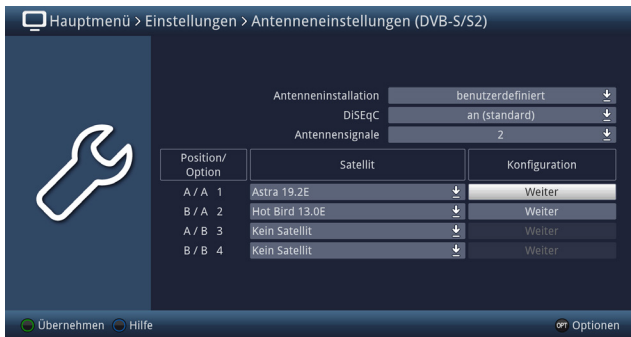 Hauptmenü > Einstellungen > Antenneneinstellungen (DVB-S/S2)
Antenneninstallation benutzerdefiniert
DiSEqC an (standard)
Antennensignale 2
Position/ Option Satellit Konfiguration
A / A 1 Astra 19.2E Weiter
B / A 2 Hot Bird 13.0E Weiter
A / B 3 Kein Satellit Weiter
B / B 4 Kein Satellit Weiter
Übernehmen Hilfe OPT Optionen